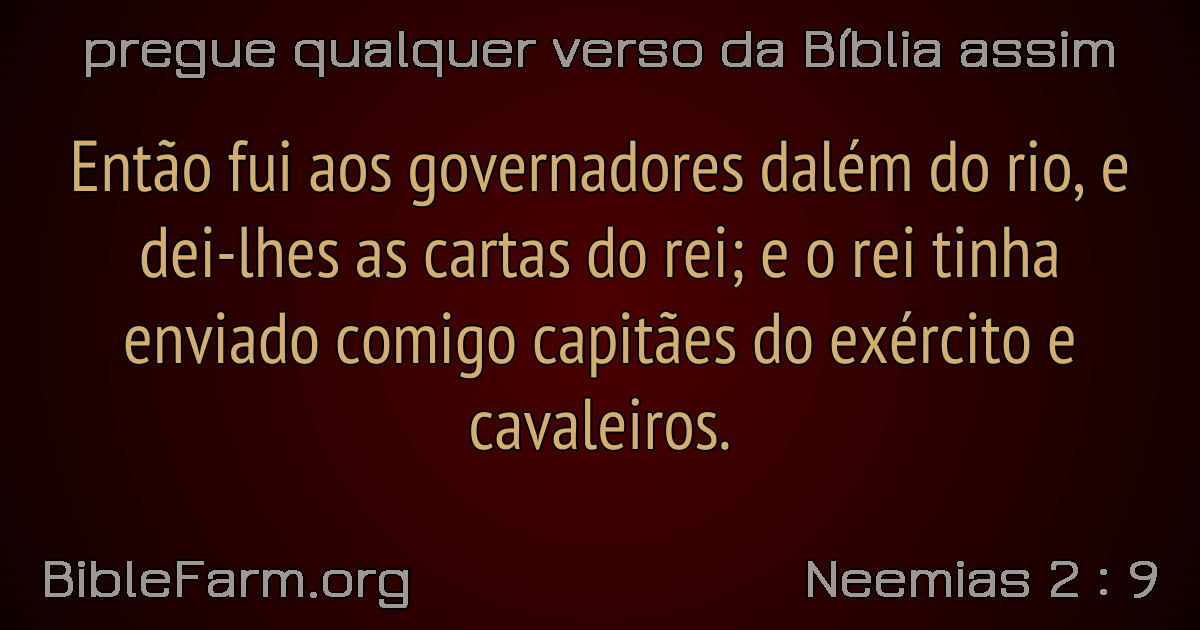 pregue qualquer verso da Bíblia assim
Então fui aos governadores dalém do rio, e
dei-lhes as cartas do rei; e o rei tinha
enviado comigo capitães do exército e
cavaleiros.
BibleFarm.org
Neemias 2 : 9